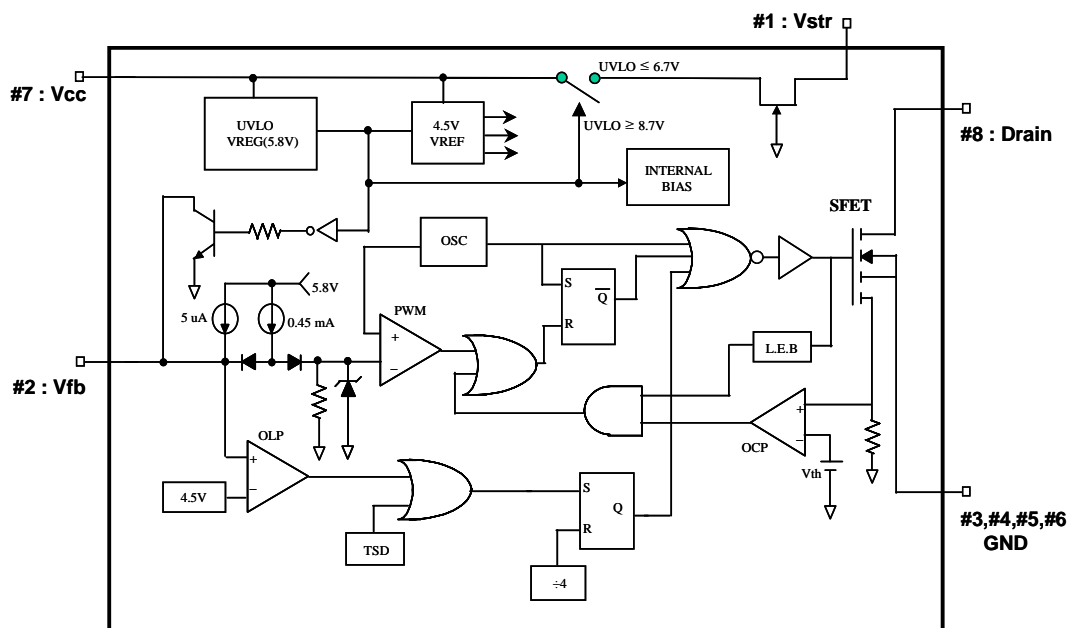 #1 : Vstr
UVLO ≤ 6.7V
#7 : Vcc
UVLO
VREG(5.8V)
4.5V
VREF
UVLO ≥ 8.7V
#8 : Drain
INTERNAL
BIAS
SFET
OSC
5.8V
S
Q
R
5 uA
0.45 mA
PWM
+
−
L.E.B
#2 : Vfb
OLP
+
−
4.5V
+
−
OCP
Vth
S
Q
R
TSD
÷4
#3,#4,#5,#6
GND